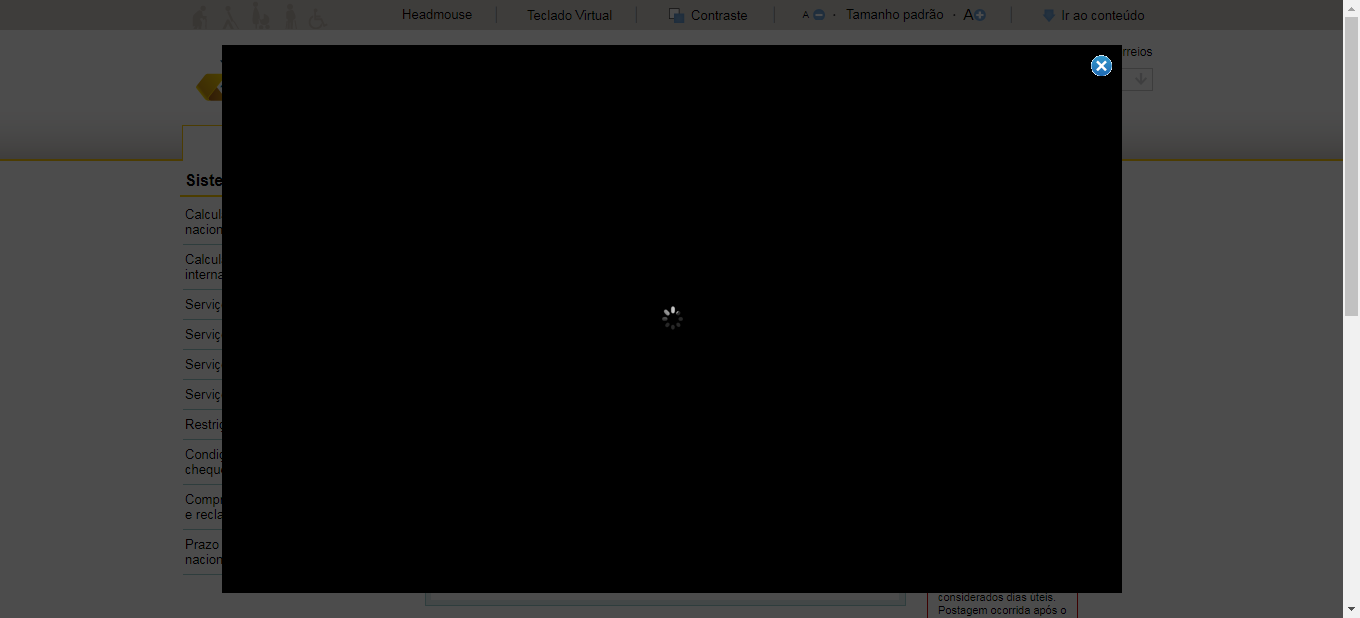 Headmouse
Teclado Virtual
Contraste
A
Tamanho padrão
A
Ir ao conteúdo
rreios
Siste
Calcul
nacion
Calcul
interna
Serviç
Serviç
Serviç
Serviç
Restriç
Condiç
cheque
Compr
e recla
Prazo
nacion
considerados dias úteis.
Postagem ocorrida após o